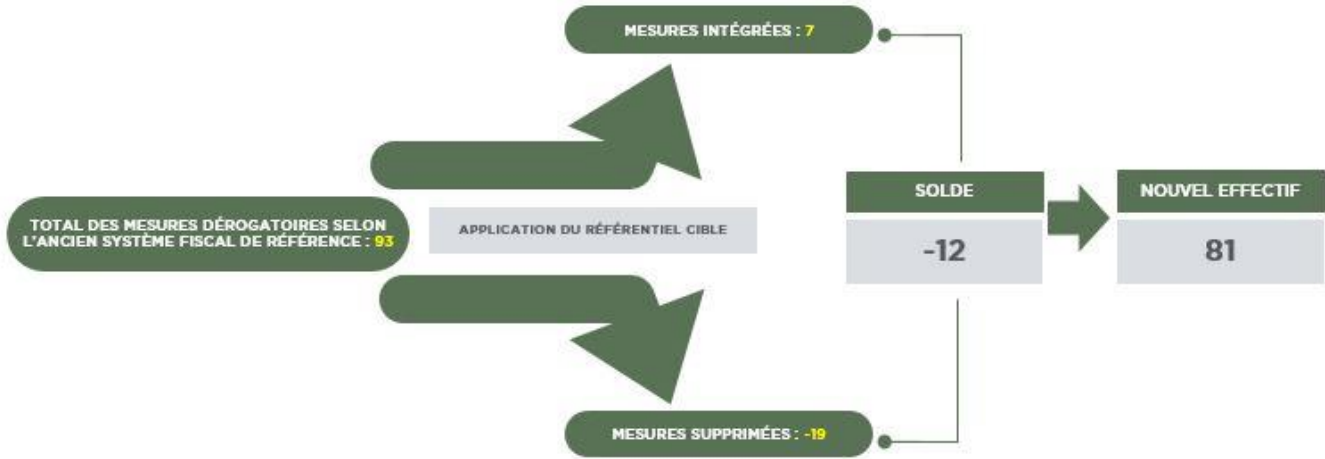 MESURES INTÉGRÉES : 7
TOTAL DES MESURES DÉROGATOIRES SELON
L'ANCIEN SYSTÈME FISCAL DE RÉFÉRENCE : 93
APPLICATION DU RÉFÉRENTIEL CIBLE
SOLDE
-12
NOUVEL EFFECTIF
81
MESURES SUPPRIMÉES : -19